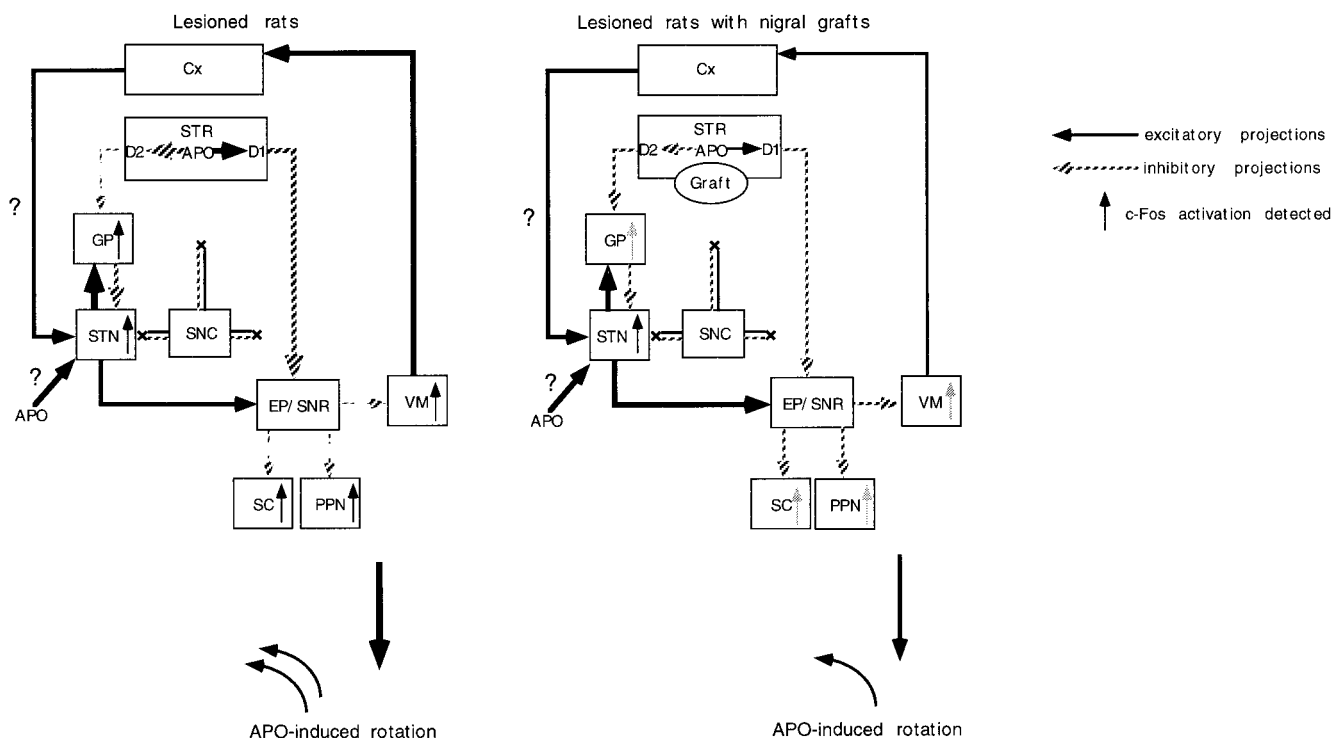 Lesioned rats
Cx
STR
D2 APO D1
?
GP
STN
SNC
?
APO
EP/ SNR
VM
SC
PPN
APO-induced rotation
Lesioned rats with nigral grafts
Cx
STR
D2 APO D1
Graft
?
GP
STN
SNC
?
APO
EP/ SNR
VM
SC
PPN
APO-induced rotation
excitatory projections
inhibitory projections
c-Fos activation detected